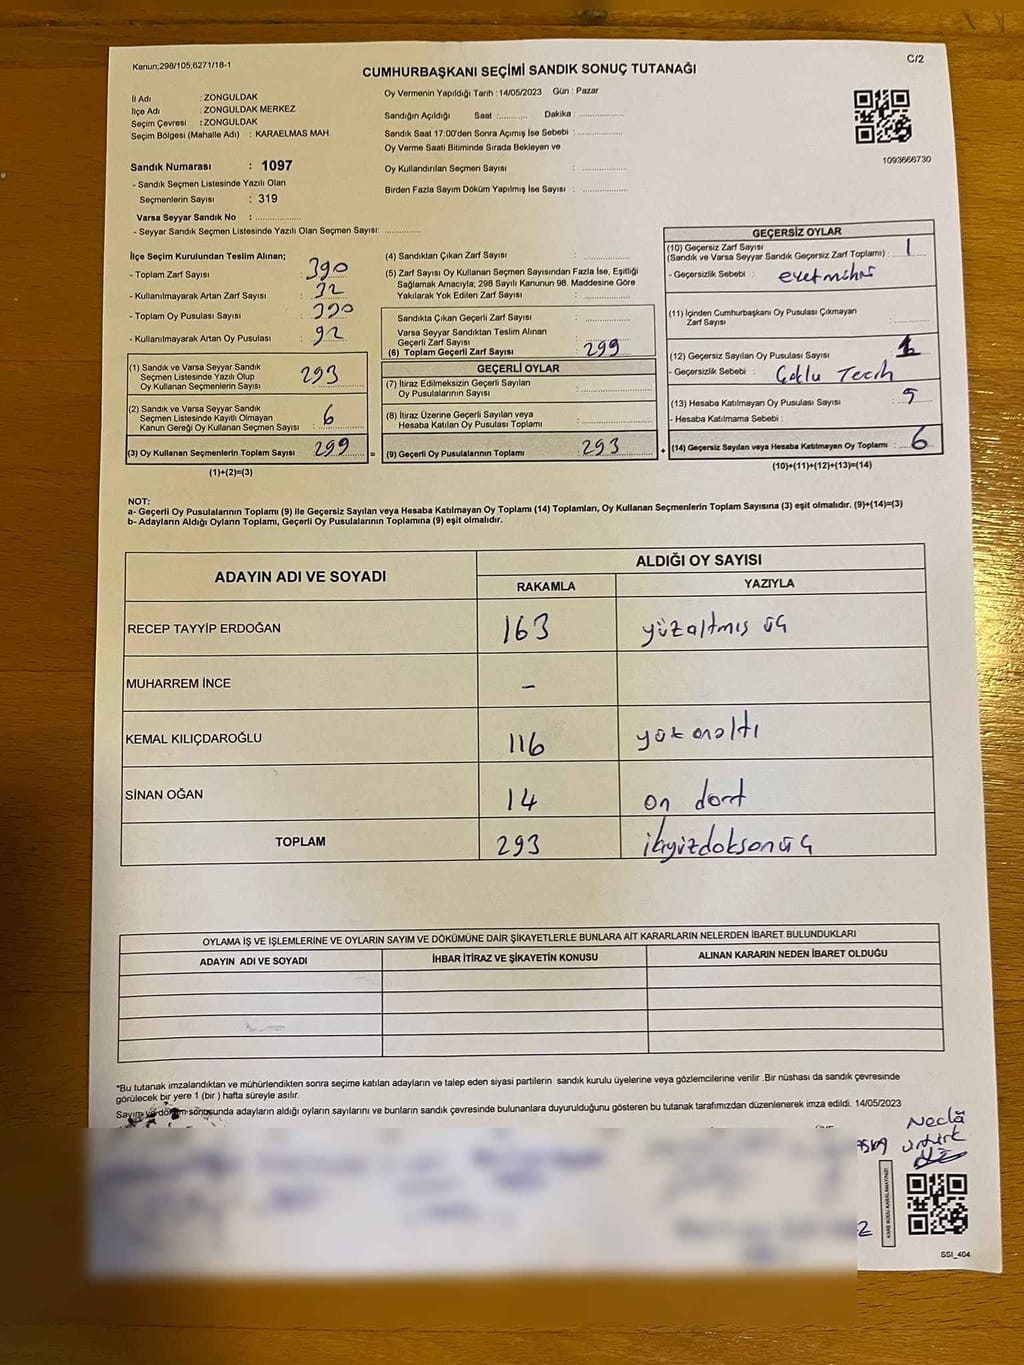 Kanun;298/105;6271/18-1
C/2
CUMHURBAŞKANI SEÇİMİ SANDIK SONUÇ TUTANAĞI
İl Adı : ZONGULDAK
İlçe Adı : ZONGULDAK MERKEZ
Seçim Çevresi : ZONGULDAK
Seçim Bölgesi (Mahalle Adı) : KARAELMAS MAH.
Sandık Numarası : 1097
- Sandık Seçmen Listesinde Yazılı Olan
Seçmenlerin Sayısı : 319
Varsa Seyyar Sandık No : ............
- Seyyar Sandık Seçmen Listesinde Yazılı Olan Seçmen Sayısı: ............
Oy Vermenin Yapıldığı Tarih : 14/05/2023 Gün : Pazar
Sandığın Açıldığı Saat :.......... Dakika : ............
Sandık Saat 17:00'den Sonra Açımış İse Sebebi : ............
Oy Verme Saati Bitiminde Sırada Bekleyen ve
Oy Kullandırılan Seçmen Sayısı : ............
Birden Fazla Sayım Döküm Yapılmış İse Sayısı : ............
1093666730
İlçe Seçim Kurulundan Teslim Alınan;
- Toplam Zarf Sayısı : 390
- Kullanılmayarak Artan Zarf Sayısı : 32
- Toplam Oy Pusulası Sayısı : 390
- Kullanılmayarak Artan Oy Pusulası : 92
(1) Sandık ve Varsa Seyyar Sandık
Seçmen Listesinde Yazılı Olup
Oy Kullanan Seçmenlerin Sayısı : 293
(2) Sandık ve Varsa Seyyar Sandık
Seçmen Listesinde Kayıtlı Olmayan
Kanun Gereği Oy Kullanan Seçmen Sayısı : 6
(3) Oy Kullanan Seçmenlerin Toplam Sayısı : 299
(1)+(2)=(3)
(4) Sandıktan Çıkan Zarf Sayısı : ............
(5) Zarf Sayısı Oy Kullanan Seçmen Sayısından Fazla İse, Eşitliği
Sağlamak Amacıyla; 298 Sayılı Kanunun 98. Maddesine Göre
Yakılarak Yok Edilen Zarf Sayısı : ............
Sandıkta Çıkan Geçerli Zarf Sayısı : ............
Varsa Seyyar Sandıktan Teslim Alınan
Geçerli Zarf Sayısı : ............
(6) Toplam Geçerli Zarf Sayısı : 299
GEÇERLİ OYLAR
(7) İtiraz Edilmeksizin Geçerli Sayılan
Oy Pusulasının Sayısı : ............
(8) İtiraz Üzerine Geçerli Sayılan veya
Hesaba Katılan Oy Pusulası Toplamı : ............
= (9) Geçerli Oy Pusulalarının Toplamı : 293 +
GEÇERSİZ OYLAR
(10) Geçersiz Zarf Sayısı
(Sandık ve Varsa Seyyar Sandık Geçersiz Zarf Toplamı) : 1
- Geçersizlik Sebebi :
(11) İçinden Cumhurbaşkanı Oy Pusulası Çıkmayan
Zarf Sayısı : ............
(12) Geçersiz Sayılan Oy Pusulası Sayısı :
- Geçersizlik Sebebi : Çoklu Tercih
(13) Hesaba Katılmayan Oy Pusulası Sayısı : 5
- Hesaba Katılmama Sebebi :
(14) Geçersiz Sayılan veya Hesaba Katılmayan Oy Toplamı : 6
(10)+(11)+(12)+(13)=(14)
NOT:
a- Geçerli Oy Pusulalarının Toplamı (9) ile Geçersiz Sayılan veya Hesaba Katılmayan Oy Toplamı (14) Toplamları, Oy Kullanan Seçmenlerin Toplam Sayısına (3) eşit olmalıdır. (9)+(14)=(3)
b- Adayların Aldığı Oyların Toplamı, Geçerli Oy Pusulalarının Toplamına (9) eşit olmalıdır.
ADAYIN ADI VE SOYADI ALDIĞI OY SAYISI
RAKAMLA YAZIYLA
RECEP TAYYİP ERDOĞAN 163 yüzaltmış üç
MUHARREM İNCE -
KEMAL KILIÇDAROĞLU 116 yüzonaltı
SİNAN OĞAN 14 on dort
TOPLAM 293 ikiyüzdoksonüç
OYLAMA İŞ VE İŞLEMLERİNE VE OYLARIN SAYIM VE DÖKÜMÜNE DAİR ŞİKAYETLERLE BUNLARA AİT KARARLARIN NELERDEN İBARET BULUNDUKLARI
ADAYIN ADI VE SOYADI İHBAR İTİRAZ VE ŞİKAYETİN KONUSU ALINAN KARARIN NEDEN İBARET OLDUĞU
*Bu tutanak imzalandıktan ve mühürlendikten sonra seçime katılan adayların ve talep eden siyasi partilerin sandık kurulu üyelerine veya gözlemcilerine verilir .Bir nüshası da sandık çevresinde
görülecek bir yere 1 (bir ) hafta süreyle asılır.
Sayım ve döküm sonucunda adayların aldığı oyların sayılarını ve bunların sandık çevresinde bulunanlara duyurulduğunu gösteren bu tutanak tarafımızdan düzenlenerek imza edildi. 14/05/2023
Necla
KARE KODU KARALAMAYINIZ!
SSI_404